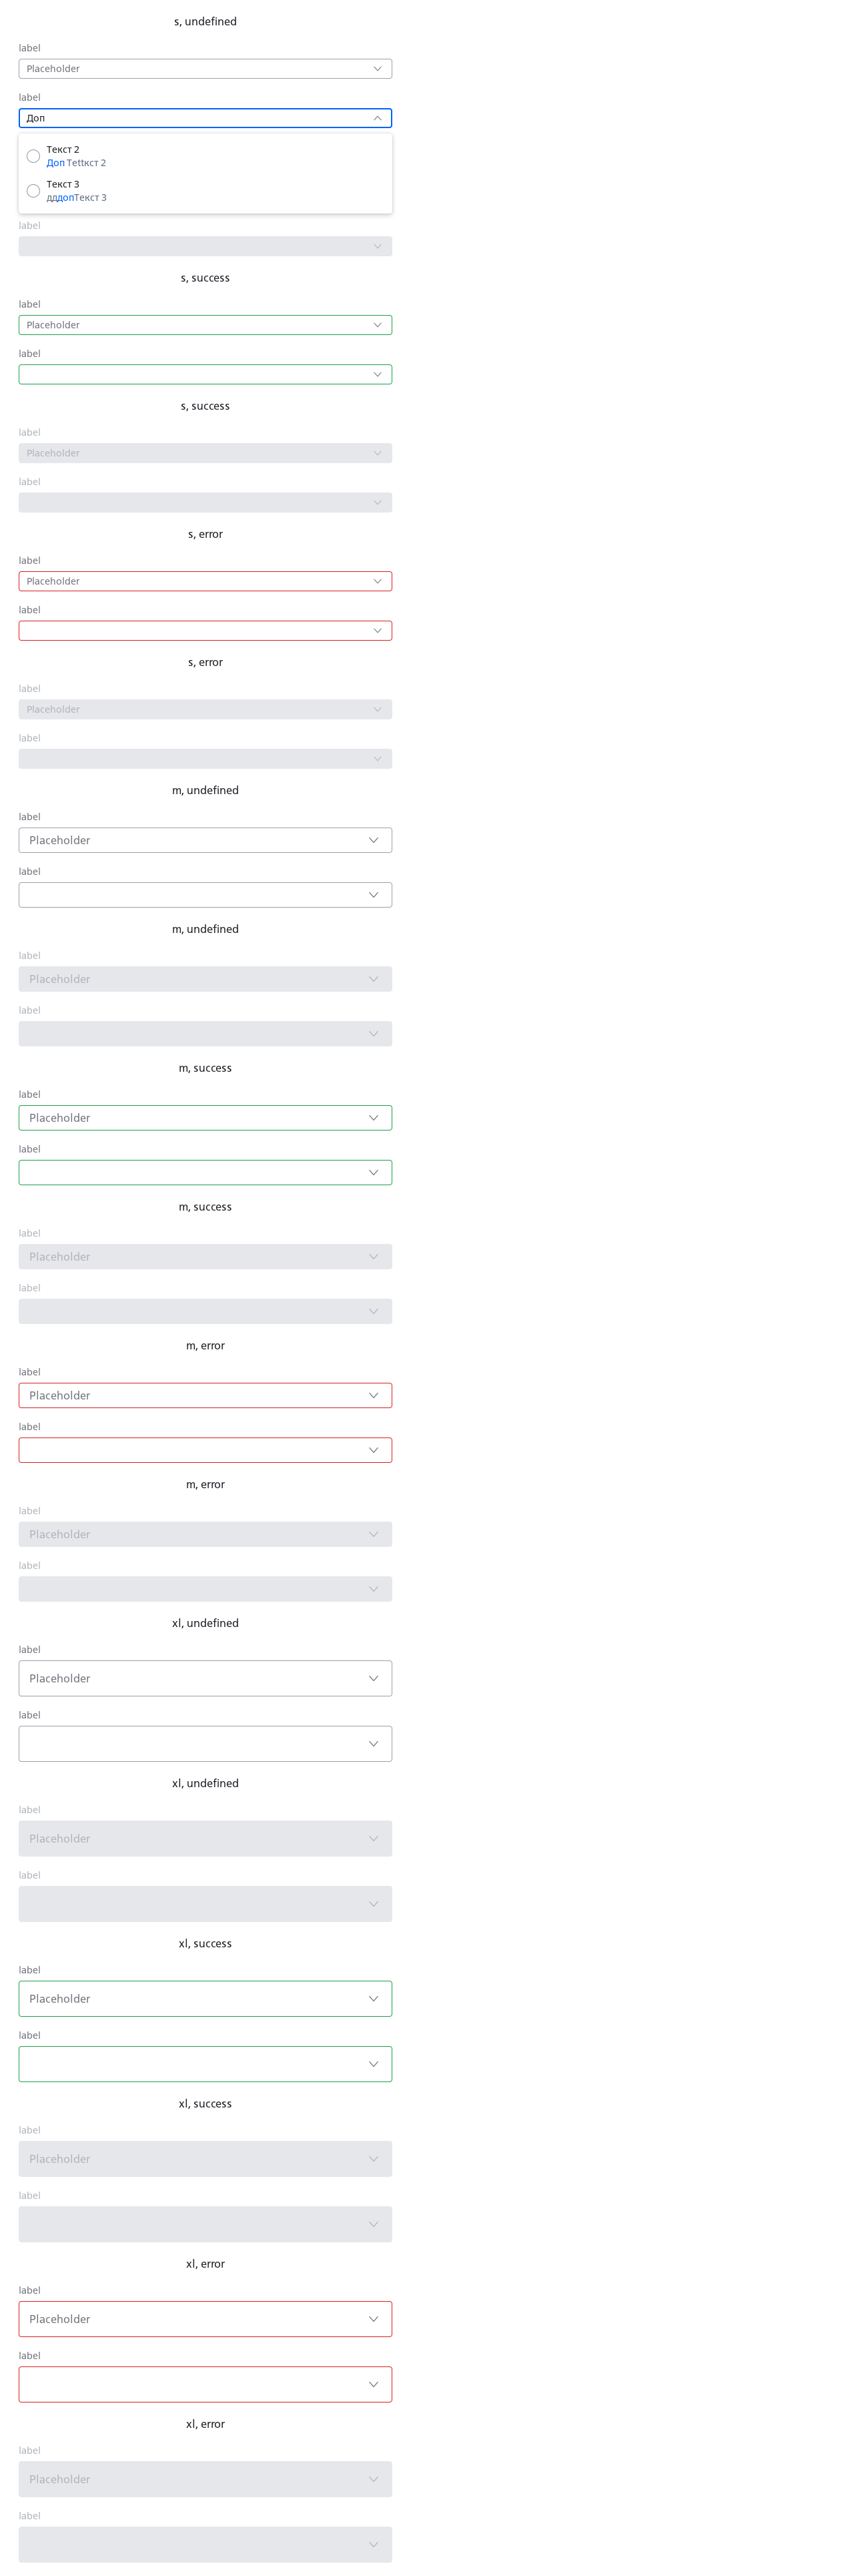 s, undefined
label
Placeholder
label
Доп
Текст 2
Доп Tettкст 2
Текст 3
дддопТекст 3
label
s, success
label
Placeholder
label
s, success
label
Placeholder
label
s, error
label
Placeholder
label
s, error
label
Placeholder
label
m, undefined
label
Placeholder
label
m, undefined
label
Placeholder
label
m, success
label
Placeholder
label
m, success
label
Placeholder
label
m, error
label
Placeholder
label
m, error
label
Placeholder
label
xl, undefined
label
Placeholder
label
xl, undefined
label
Placeholder
label
xl, success
label
Placeholder
label
xl, success
label
Placeholder
label
xl, error
label
Placeholder
label
xl, error
label
Placeholder
label